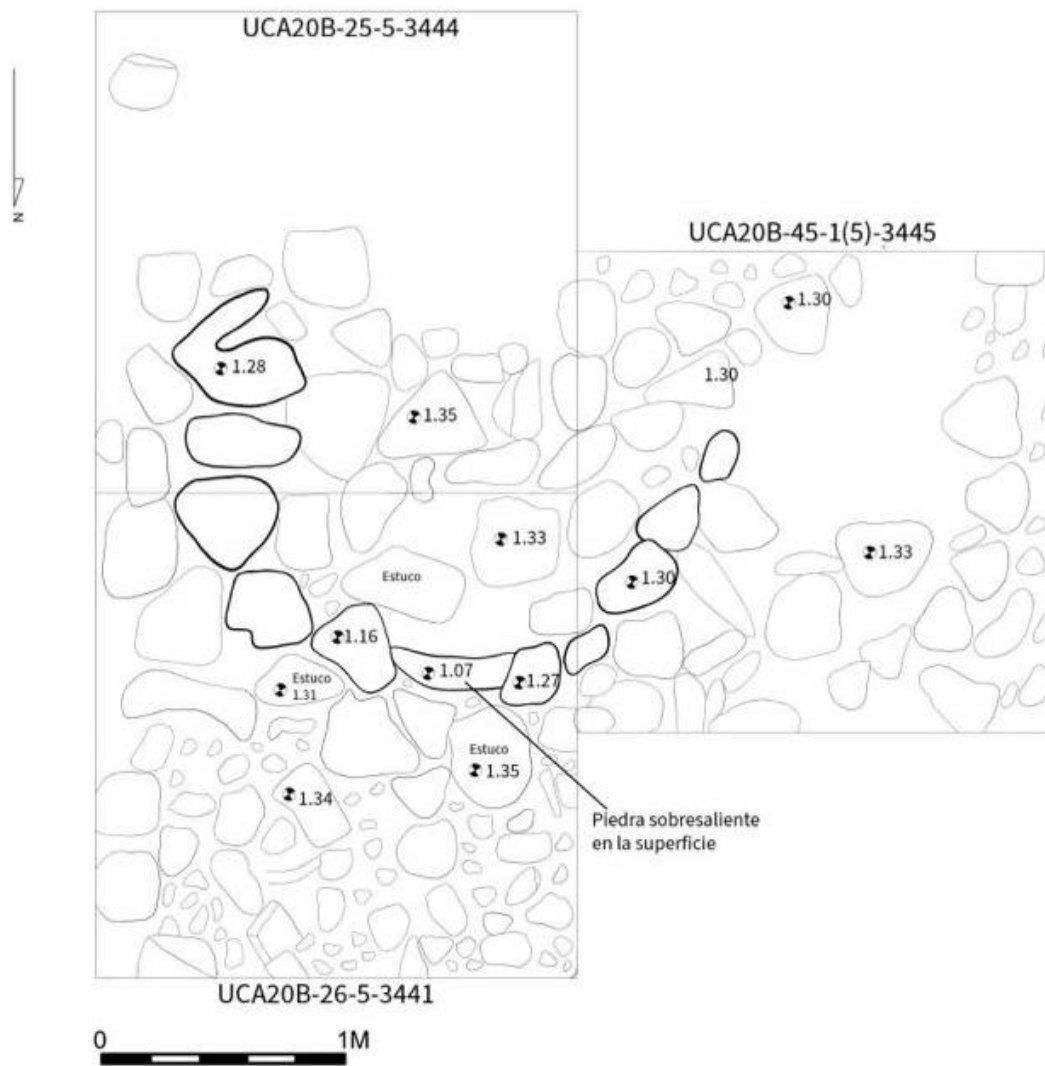 UCA20B-25-5-3444
N
UCA20B-45-1(5)-3445
1.30
1.28
1.30
1.35
1.33
1.33
Estuco
1.30
1.16
1.07
1.27
Estuco
1.31
Estuco
1.35
1.34
Piedra sobresaliente
en la superficie
UCA20B-26-5-3441
0 1M